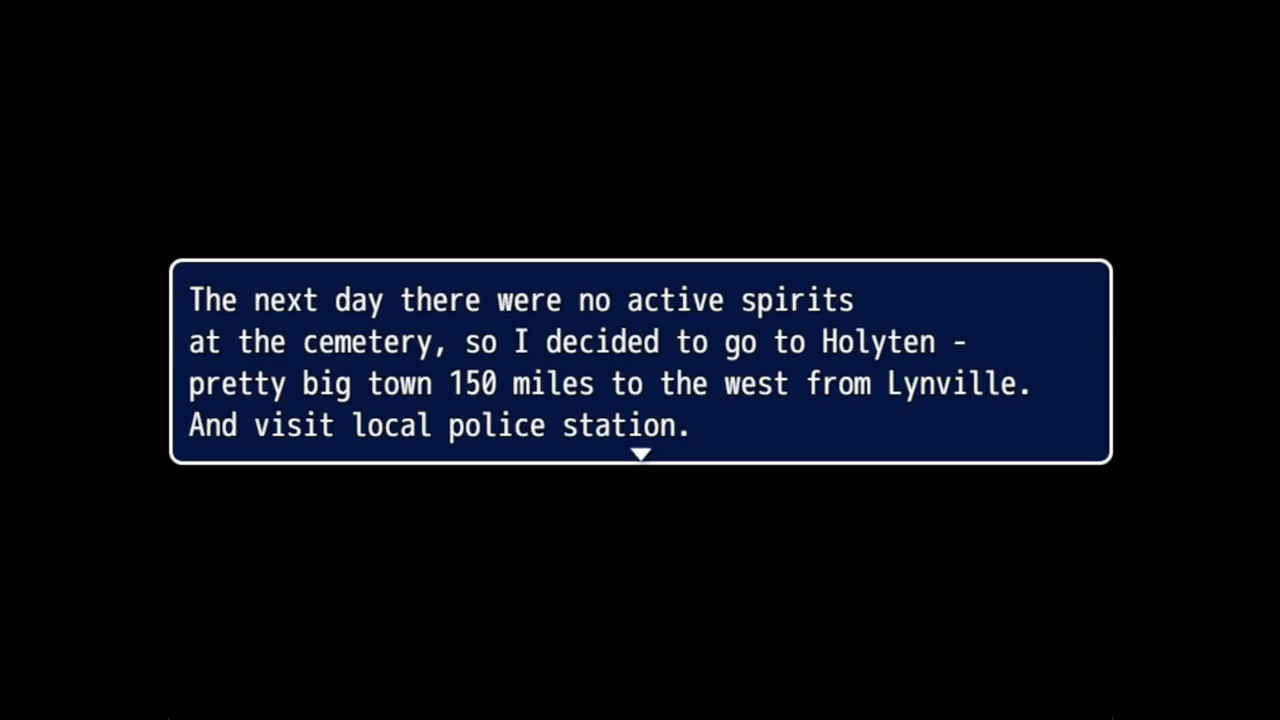 The next day there were no active spirits
at the cemetery, so I decided to go to Holyten -
pretty big town 150 miles to the west from Lynville.
And visit local police station.